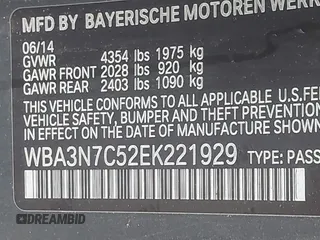 MFD BY BAYERISCHE MOTOREN WERK
06/14
GVWR 4354 lbs 1975 kg
GAWR FRONT 2028 lbs 920 kg
GAWR REAR 2403 lbs 1090 kg
THIS VEHICLE CONFORMS TO ALL APPLICABLE U.S. FE
VEHICLE SAFETY, BUMPER AND THEFT PREVENTION
IN EFFECT ON THE DATE OF MANUFACTURE SHOWN
WBA3N7C52EK221929 TYPE: PASS
DREAMBID